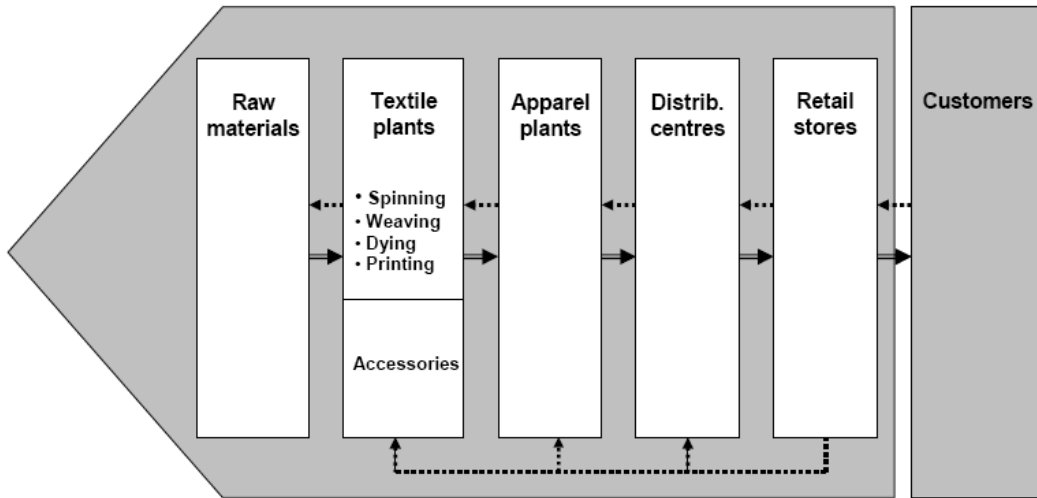 Raw
materials
Textile
plants
• Spinning
• Weaving
• Dying
• Printing
Accessories
Apparel
plants
Distrib.
centres
Retail
stores
Customers